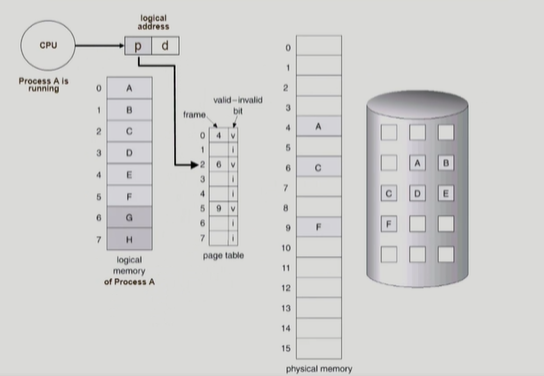 logical
address
CPU
p d
Process A is
running
0 A
1 B
2 C
3 D
4 E
5 F
6 G
7 H
logical
memory
of Process A
valid–invalid
bit
frame
0 4 v
1 i
2 6 v
3 i
4 i
5 9 v
6 i
7 i
page table
0
1
2
3
4 A
5
6 C
7
8
9 F
10
11
12
13
14
15
physical memory
A B
C D E
F